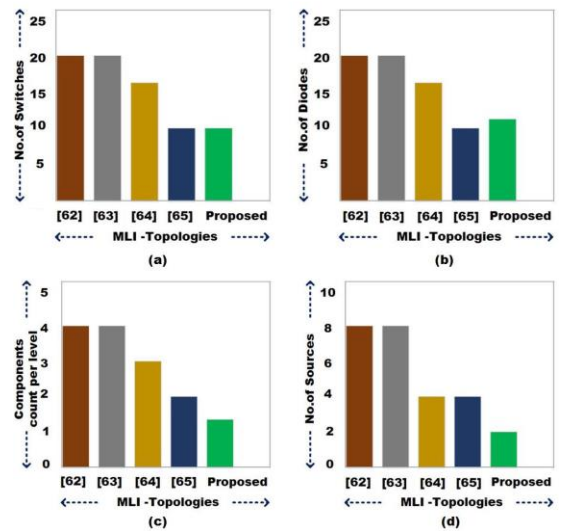 25
20
15
10
5
No.of Switches
[62] [63] [64] [65] Proposed
MLI -Topologies
(a)
25
20
15
10
5
No.of Diodes
[62] [63] [64] [65] Proposed
MLI -Topologies
(b)
5
4
3
2
1
0
Components
count per level
[62] [63] [64] [65] Proposed
MLI -Topologies
(c)
10
8
6
4
2
0
No.of Sources
[62] [63] [64] [65] Proposed
MLI -Topologies
(d)